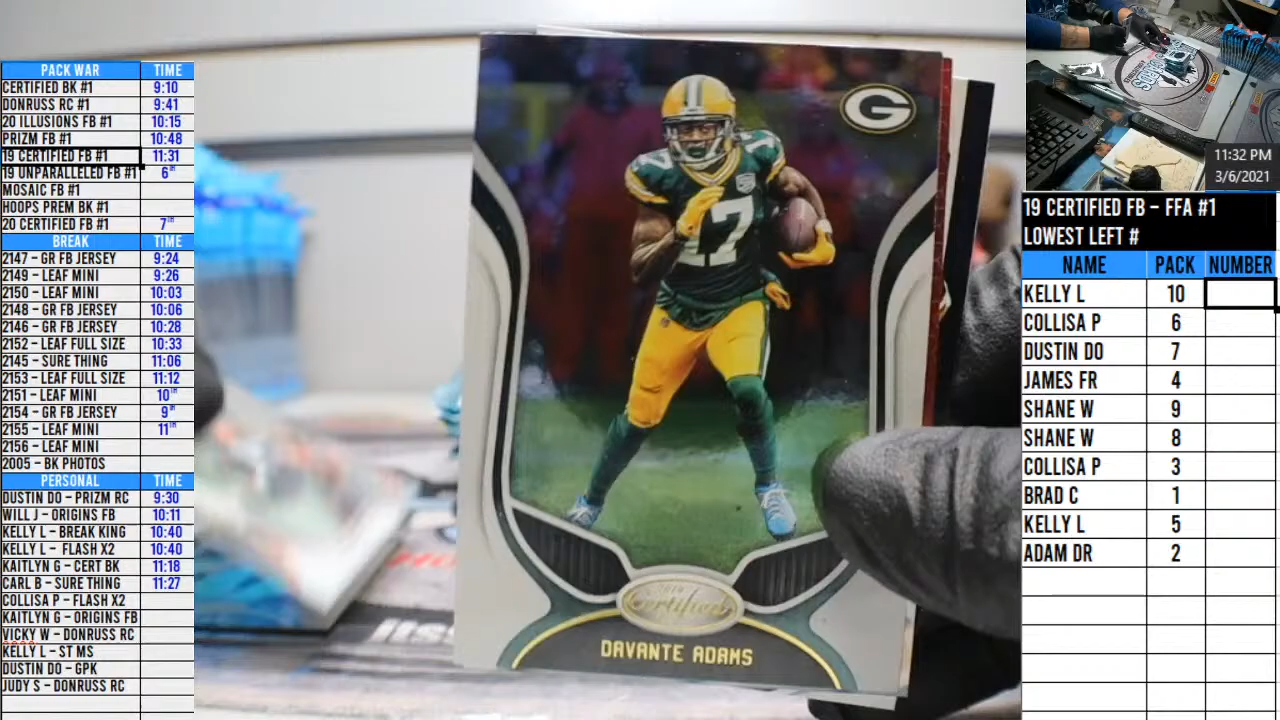 PACK WAR TIME
CERTIFIED BK #1 9:10
DONRUSS RC #1 9:41
20 ILLUSIONS FB #1 10:15
PRIZM FB #1 10:48
19 CERTIFIED FB #1 11:31
19 UNPARALLELED FB #1 6TH
MOSAIC FB #1
HOOPS PREM BK #1
20 CERTIFIED FB #1 7TH
BREAK TIME
2147 - GR FB JERSEY 9:24
2149 - LEAF MINI 9:26
2150 - LEAF MINI 10:03
2148 - GR FB JERSEY 10:06
2146 - GR FB JERSEY 10:28
2152 - LEAF FULL SIZE 10:33
2145 - SURE THING 11:06
2153 - LEAF FULL SIZE 11:12
2151 - LEAF MINI 10TH
2154 - GR FB JERSEY 9TH
2155 - LEAF MINI 11TH
2156 - LEAF MINI
2005 - BK PHOTOS
PERSONAL TIME
DUSTIN DO - PRIZM RC 9:30
WILL J - ORIGINS FB 10:11
KELLY L - BREAK KING 10:40
KELLY L - FLASH X2 10:40
KAITLYN G - CERT BK 11:18
CARL B - SURE THING 11:27
COLLISA P - FLASH X2
KAITLYN G - ORIGINS FB
VICKY W - DONRUSS RC
KELLY L - ST MS
DUSTIN DO - GPK
JUDY S - DONRUSS RC
G
17
17
2019
Certified
DAVANTE ADAMS
11:32 PM
3/6/2021
19 CERTIFIED FB - FFA #1
LOWEST LEFT #
NAME PACK NUMBER
KELLY L 10
COLLISA P 6
DUSTIN DO 7
JAMES FR 4
SHANE W 9
SHANE W 8
COLLISA P 3
BRAD C 1
KELLY L 5
ADAM DR 2